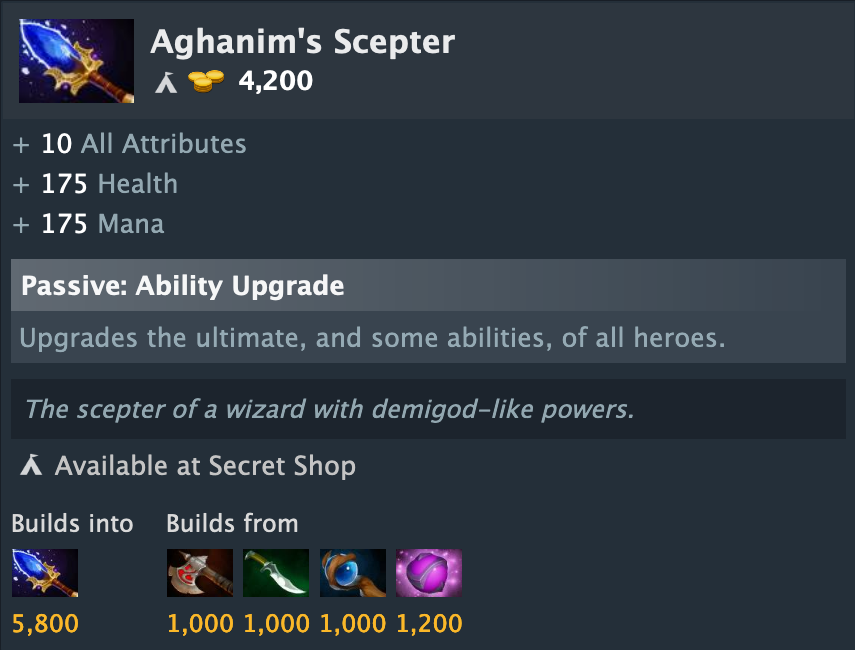 Aghanim's Scepter
4,200
+ 10 All Attributes
+ 175 Health
+ 175 Mana
Passive: Ability Upgrade
Upgrades the ultimate, and some abilities, of all heroes.
The scepter of a wizard with demigod-like powers.
Available at Secret Shop
Builds into Builds from
5,800 1,000 1,000 1,000 1,200